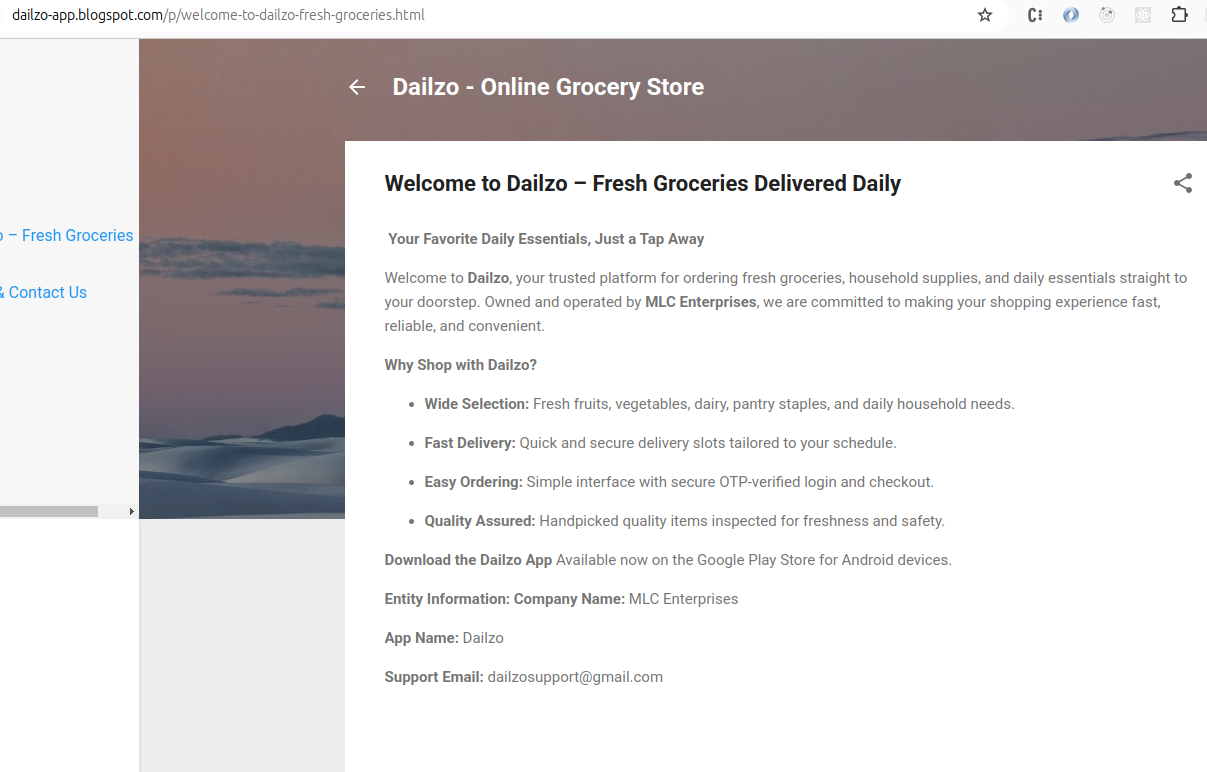 dailzo-app.blogspot.com/p/welcome-to-dailzo-fresh-groceries.html
Dailzo - Online Grocery Store
Welcome to Dailzo – Fresh Groceries Delivered Daily
– Fresh Groceries
& Contact Us
Your Favorite Daily Essentials, Just a Tap Away
Welcome to Dailzo, your trusted platform for ordering fresh groceries, household supplies, and daily essentials straight to
your doorstep. Owned and operated by MLC Enterprises, we are committed to making your shopping experience fast,
reliable, and convenient.
Why Shop with Dailzo?
• Wide Selection: Fresh fruits, vegetables, dairy, pantry staples, and daily household needs.
• Fast Delivery: Quick and secure delivery slots tailored to your schedule.
• Easy Ordering: Simple interface with secure OTP-verified login and checkout.
• Quality Assured: Handpicked quality items inspected for freshness and safety.
Download the Dailzo App Available now on the Google Play Store for Android devices.
Entity Information: Company Name: MLC Enterprises
App Name: Dailzo
Support Email: dailzosupport@gmail.com